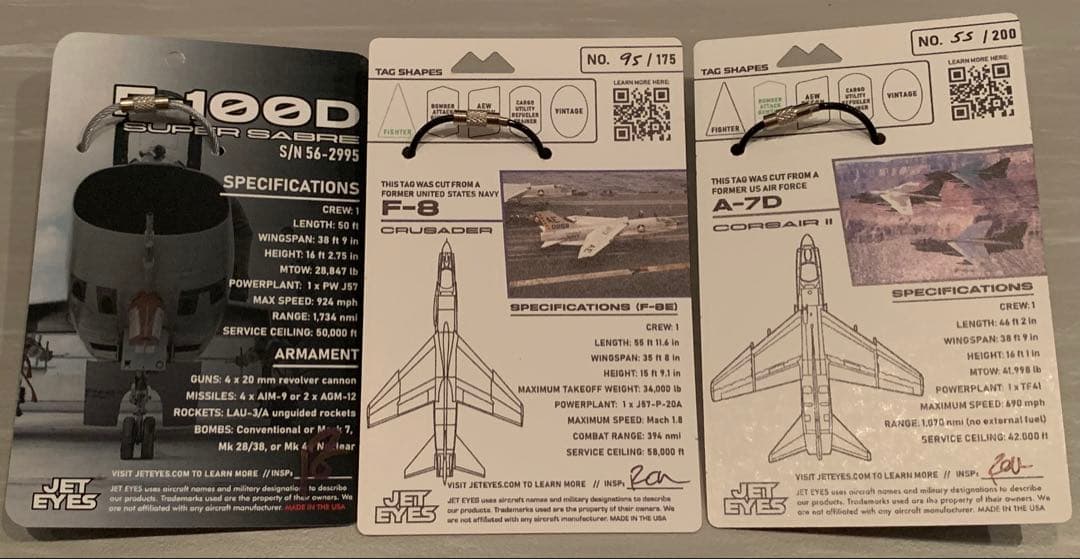 F-100D
SUPER SABRE
S/N 56-2995
SPECIFICATIONS
CREW: 1
LENGTH: 50 ft
WINGSPAN: 38 ft 9 in
HEIGHT: 16 ft 2.75 in
MTOW: 28,847 lb
POWERPLANT: 1 x PW J57
MAX SPEED: 924 mph
RANGE: 1,734 nmi
SERVICE CEILING: 50,000 ft
ARMAMENT
GUNS: 4 x 20 mm revolver cannon
MISSILES: 4 x AIM-9 or 2 x AGM-12
ROCKETS: LAU-3/A unguided rockets
BOMBS: Conventional or Mark 7,
Mk 28/38, or Mk
VISIT JETEYES.COM TO LEARN MORE // INSP:
JET EYES
JET EYES uses aircraft names and military designations to describe
our products. Trademarks used are the property of their owners. We
are not affiliated with any aircraft manufacturer. MADE IN THE USA
NO. 95 / 175
TAG SHAPES
LEARN MORE HERE:
FIGHTER
BOMBER
ATTACK
AEW
CARGO
UTILITY
REFUELER
VINTAGE
THIS TAG WAS CUT FROM A
FORMER UNITED STATES NAVY
F-8
CRUSADER
SPECIFICATIONS (F-8E)
CREW: 1
LENGTH: 55 ft 11.6 in
WINGSPAN: 35 ft 8 in
HEIGHT: 15 ft 9.1 in
MAXIMUM TAKEOFF WEIGHT: 34,000 lb
POWERPLANT: 1 x J57-P-20A
MAXIMUM SPEED: Mach 1.8
COMBAT RANGE: 394 nmi
SERVICE CEILING: 58,000 ft
VISIT JETEYES.COM TO LEARN MORE // INSP:
JET EYES
JET EYES uses aircraft names and military designations to describe
our products. Trademarks used are the property of their owners. We
are not affiliated with any aircraft manufacturer. MADE IN THE USA
NO. 55 / 200
TAG SHAPES
LEARN MORE HERE:
FIGHTER
BOMBER
ATTACK
AEW
CARGO
UTILITY
REFUELER
VINTAGE
THIS TAG WAS CUT FROM A
FORMER US AIR FORCE
A-7D
CORSAIR II
SPECIFICATIONS
CREW: 1
LENGTH: 46 ft 2 in
WINGSPAN: 38 ft 9 in
HEIGHT: 16 ft 1 in
MTOW: 41,998 lb
POWERPLANT: 1 x TF41
MAXIMUM SPEED: 690 mph
RANGE: 1,070 nmi (no external fuel)
SERVICE CEILING: 42,000 ft
VISIT JETEYES.COM TO LEARN MORE // INSP:
JET EYES
JET EYES uses aircraft names and military designations to describe
our products. Trademarks used are the property of their owners. We
are not affiliated with any aircraft manufacturer. MADE IN THE USA